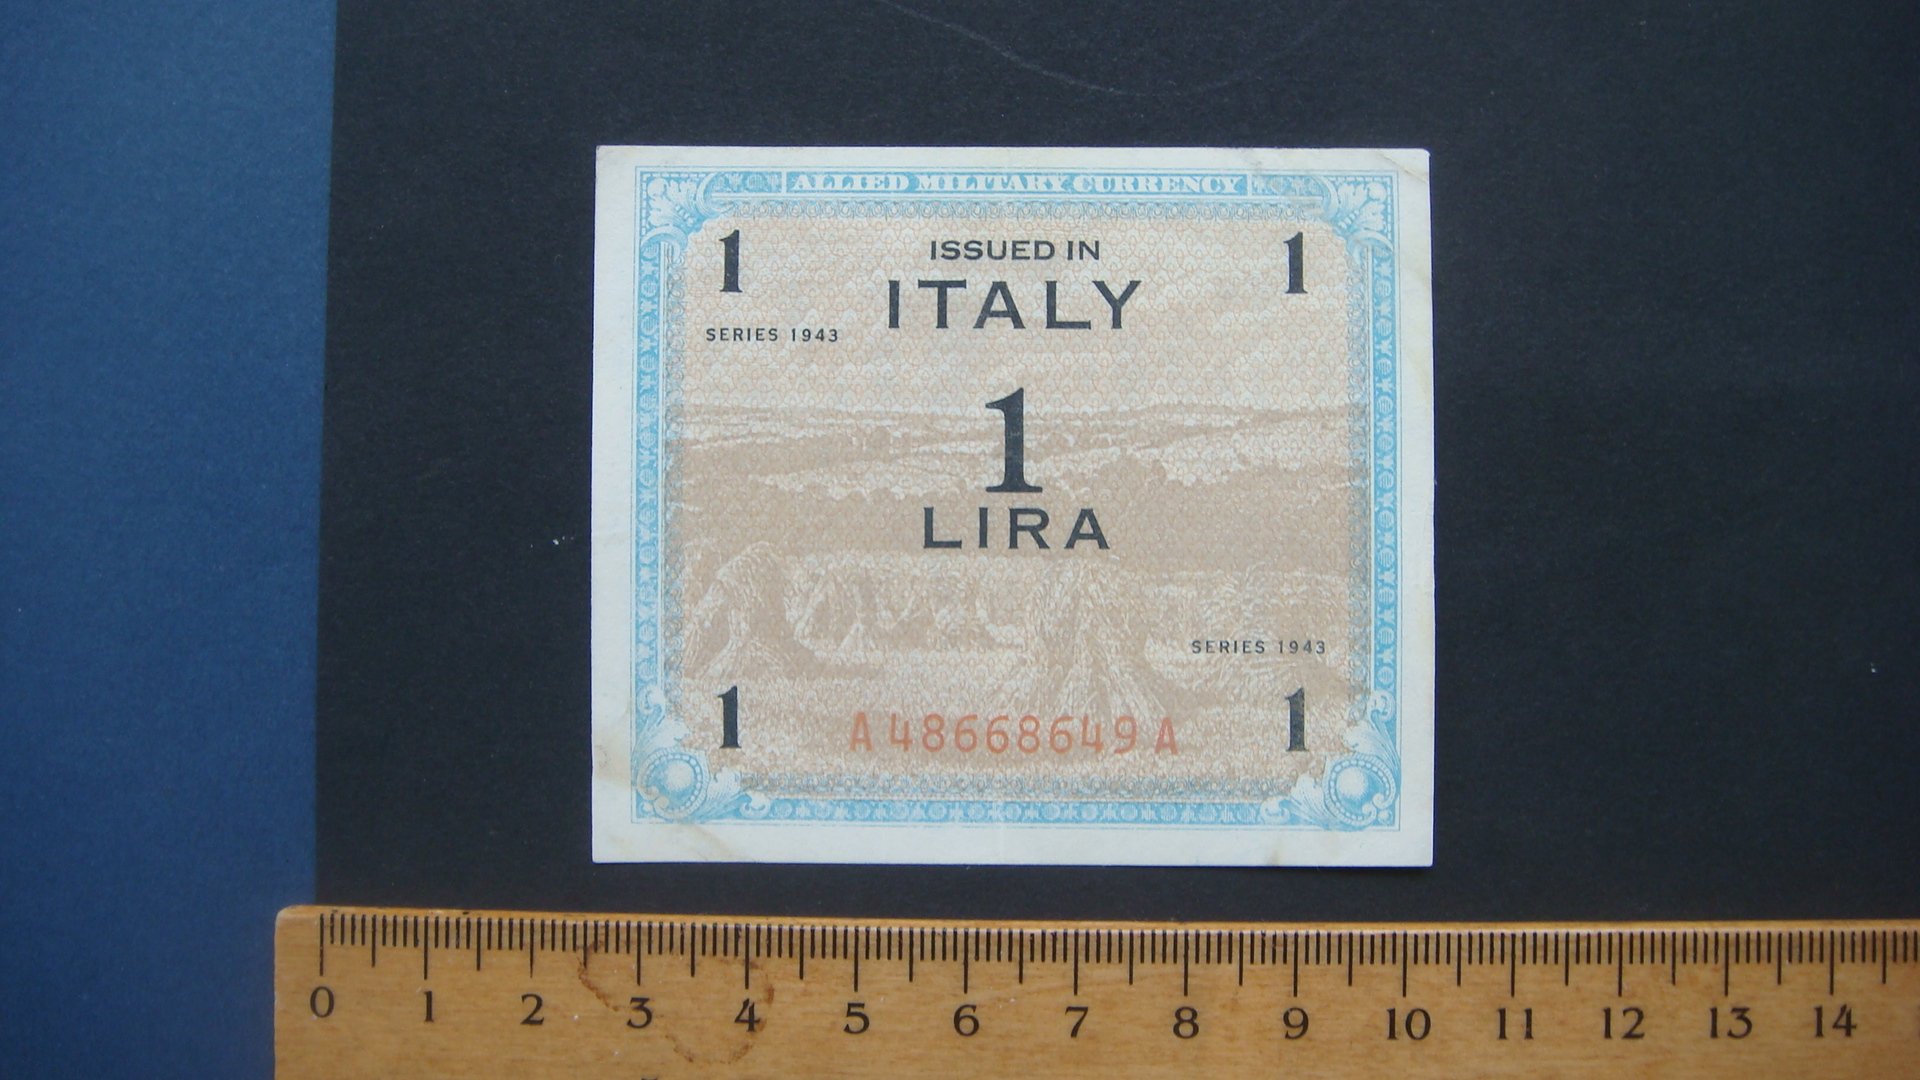 ALLIED MILITARY CURRENCY
1 ISSUED IN 1
ITALY
SERIES 1943
1
LIRA
SERIES 1943
1 A 48668649 A 1
0 1 2 3 4 5 6 7 8 9 10 11 12 13 14